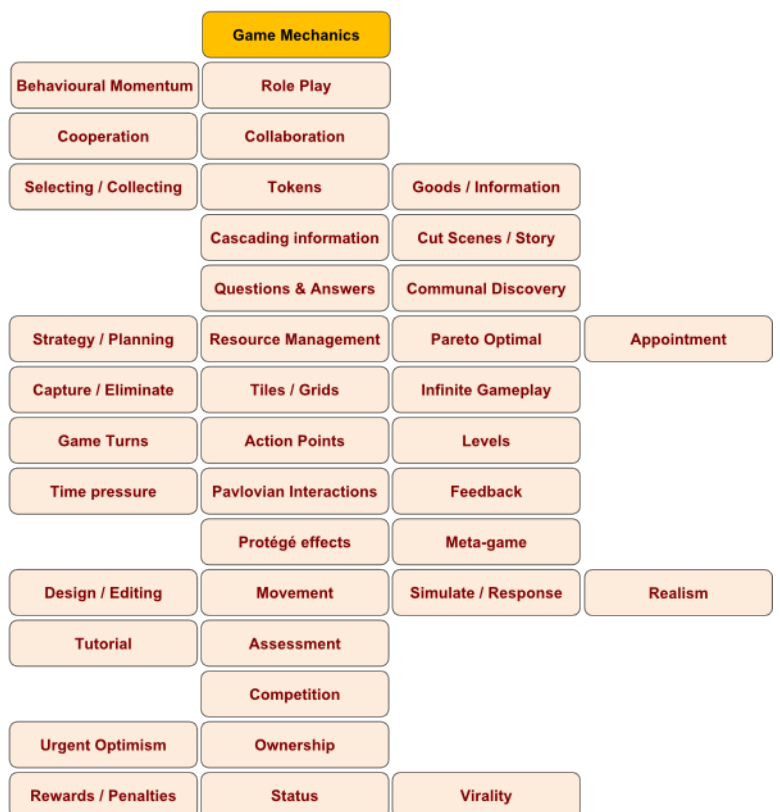 Game Mechanics
Behavioural Momentum
Role Play
Cooperation
Collaboration
Selecting / Collecting
Tokens
Goods / Information
Cascading information
Cut Scenes / Story
Questions & Answers
Communal Discovery
Strategy / Planning
Resource Management
Pareto Optimal
Appointment
Capture / Eliminate
Tiles / Grids
Infinite Gameplay
Game Turns
Action Points
Levels
Time pressure
Pavlovian Interactions
Feedback
Protégé effects
Meta-game
Design / Editing
Movement
Simulate / Response
Realism
Tutorial
Assessment
Competition
Urgent Optimism
Ownership
Rewards / Penalties
Status
Virality